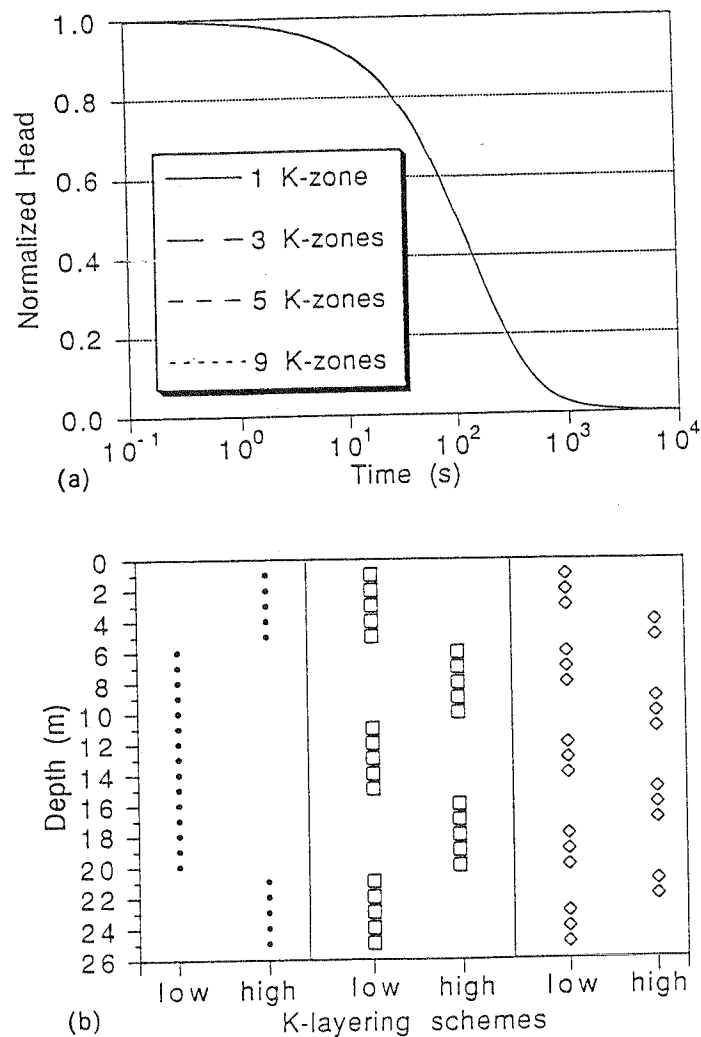 1.0
0.8
0.6
0.4
0.2
0.0
Normalized Head
1 K-zone
3 K-zones
5 K-zones
9 K-zones
10-1
100
101
102
103
104
(a)
Time (s)
0
2
4
6
8
10
12
14
16
18
20
22
24
26
Depth (m)
low
high
low
high
low
high
(b)
K-layering schemes